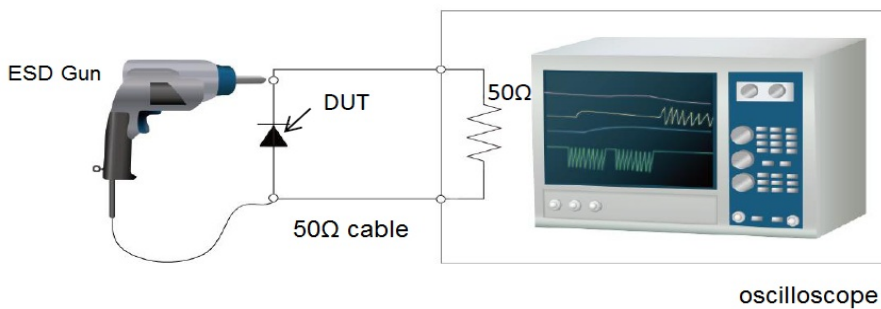 ESD Gun
DUT
50Ω
50Ω cable
oscilloscope